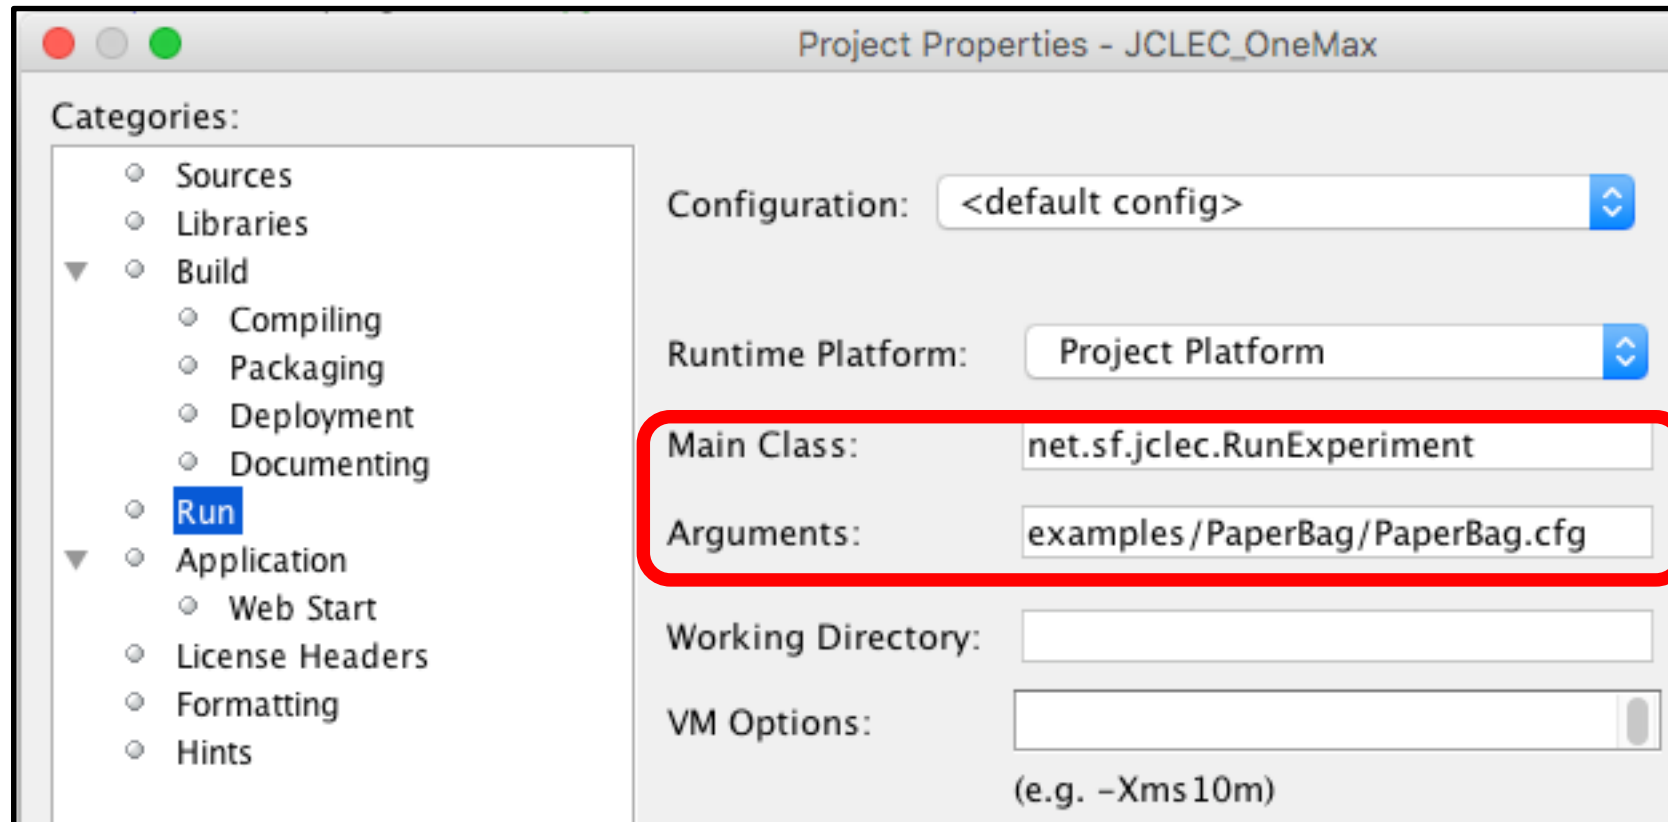 Project Properties - JCLEC_OneMax
Categories:
Sources
Libraries
Build
Compiling
Packaging
Deployment
Documenting
Run
Application
Web Start
License Headers
Formatting
Hints
Configuration: <default config>
Runtime Platform: Project Platform
Main Class: net.sf.jclec.RunExperiment
Arguments: examples/PaperBag/PaperBag.cfg
Working Directory:
VM Options:
(e.g. -Xms10m)